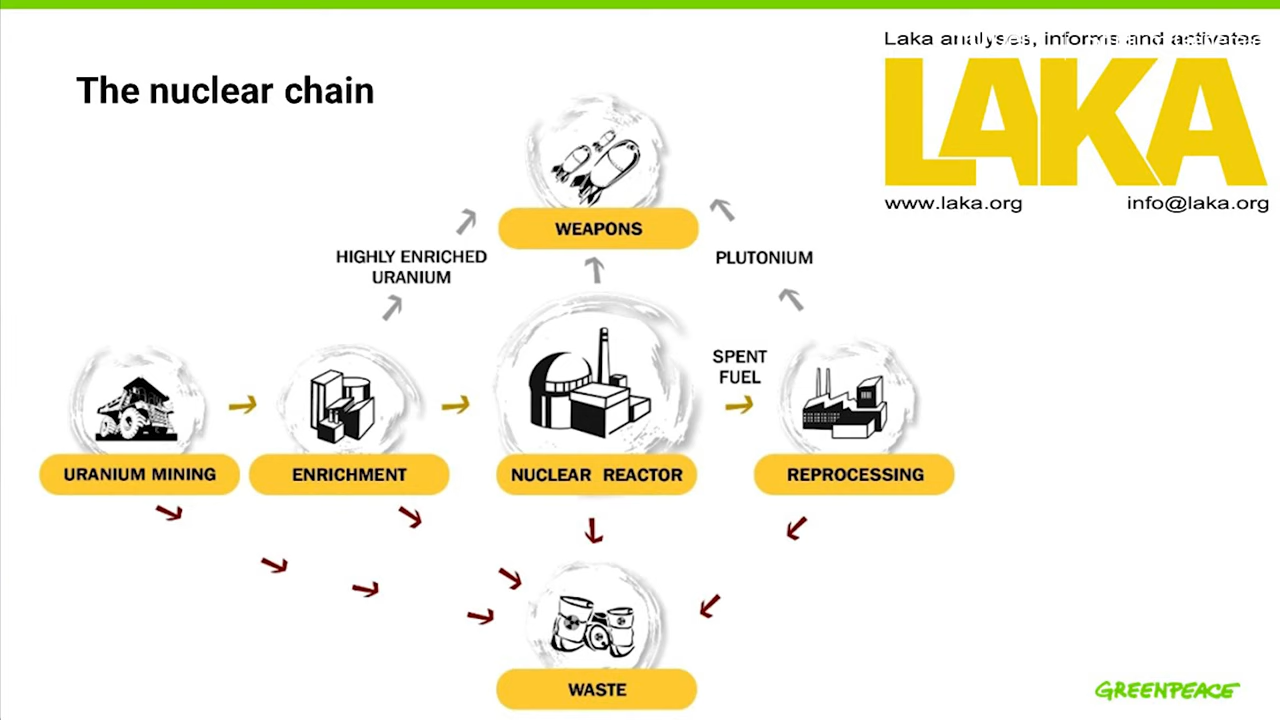 Laka analyses, informs and activates
LAKA
www.laka.org info@laka.org
The nuclear chain
WEAPONS
HIGHLY ENRICHED
URANIUM
PLUTONIUM
SPENT
FUEL
URANIUM MINING
ENRICHMENT
NUCLEAR REACTOR
REPROCESSING
WASTE
GREENPEACE